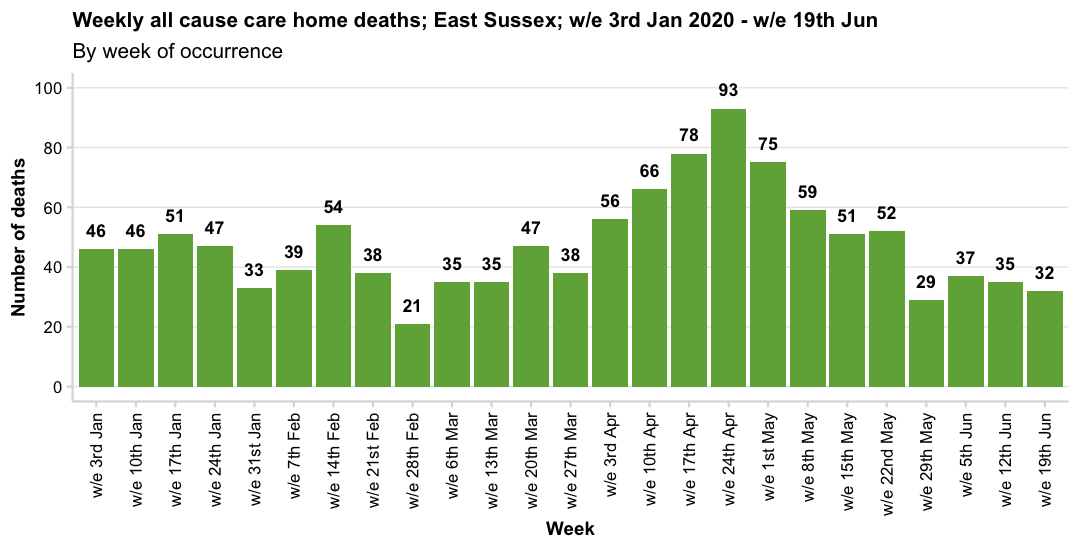 Weekly all cause care home deaths; East Sussex; w/e 3rd Jan 2020 - w/e 19th Jun
By week of occurrence
Number of deaths
100
80
60
40
20
0
46
46
51
47
33
39
54
38
21
35
35
47
38
56
66
78
93
75
59
51
52
29
37
35
32
w/e 3rd Jan
w/e 10th Jan
w/e 17th Jan
w/e 24th Jan
w/e 31st Jan
w/e 7th Feb
w/e 14th Feb
w/e 21st Feb
w/e 28th Feb
w/e 6th Mar
w/e 13th Mar
w/e 20th Mar
w/e 27th Mar
w/e 3rd Apr
w/e 10th Apr
w/e 17th Apr
w/e 24th Apr
w/e 1st May
w/e 8th May
w/e 15th May
w/e 22nd May
w/e 29th May
w/e 5th Jun
w/e 12th Jun
w/e 19th Jun
Week